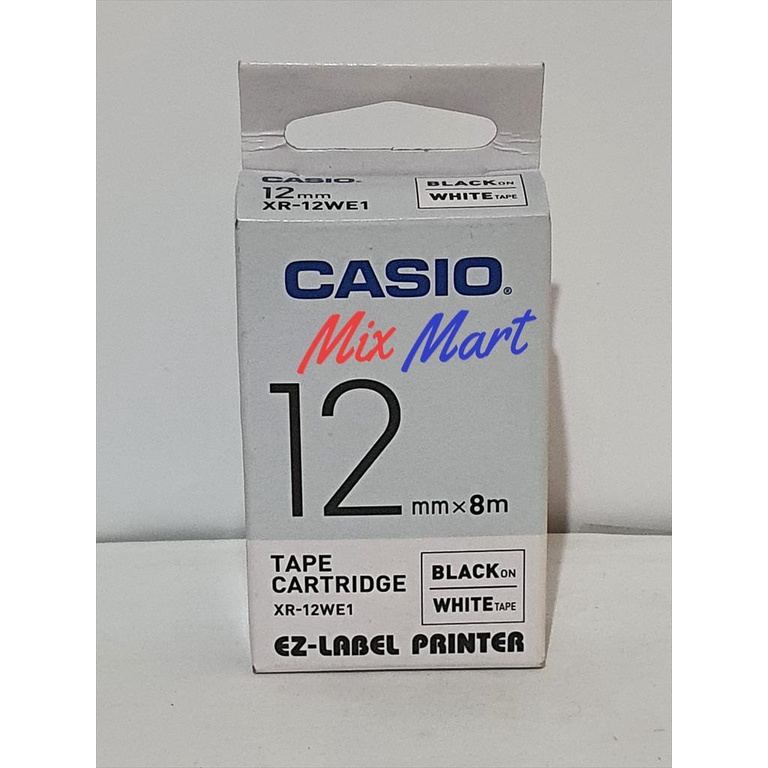 CASIO.
12mm
XR-12WE1
BLACK ON
WHITE TAPE
CASIO®
Mix Mart
12 mm×8m
TAPE
CARTRIDGE
XR-12WE1
BLACK ON
WHITE TAPE
EZ-LABEL PRINTER